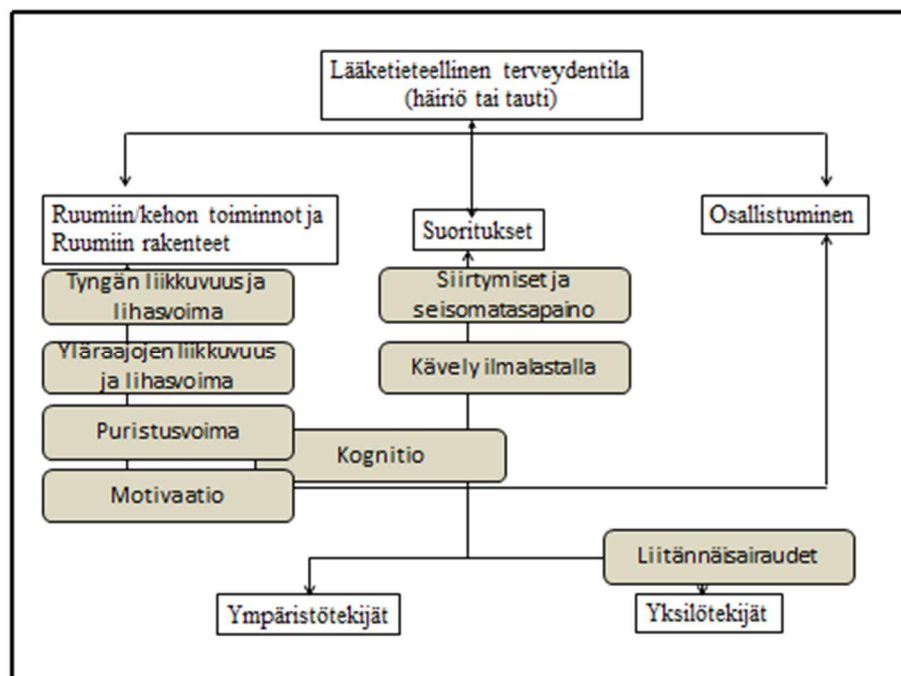 Lääketieteellinen terveydentila
(häiriö tai tauti)
Ruumiin/kehon toiminnot ja
Ruumiin rakenteet
Suoritukset
Osallistuminen
Tyngän liikkuvuus ja
lihasvoima
Siirtymiset ja
seisomatasapaino
Yläraajojen liikkuvuus
ja lihasvoima
Kävely ilmalastalla
Puristusvoima
Kognitio
Motivaatio
Liitännäisairaudet
Ympäristötekijät
Yksilötekijät